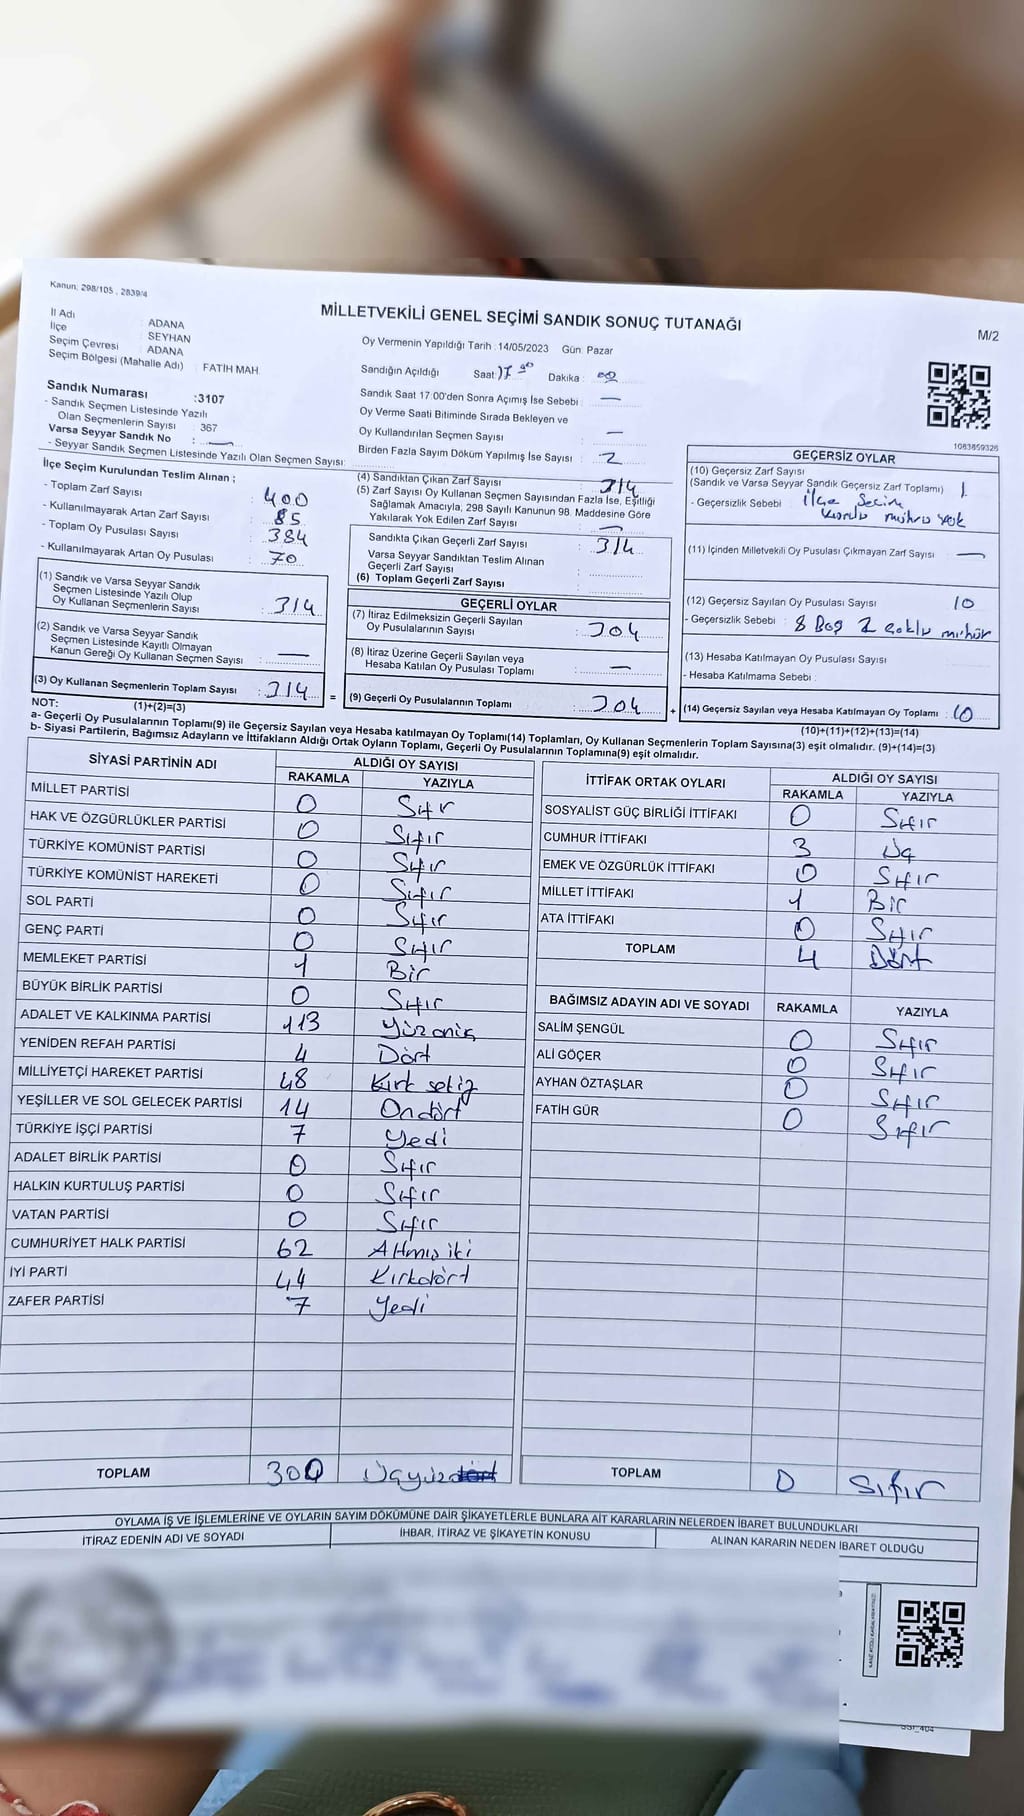 Kanun: 298/105 , 2839/4
MİLLETVEKİLİ GENEL SEÇİMİ SANDIK SONUÇ TUTANAĞI
M/2
İl Adı : ADANA
İlçe : SEYHAN
Seçim Çevresi : ADANA
Seçim Bölgesi (Mahalle Adı) : FATİH MAH.
Oy Vermenin Yapıldığı Tarih :14/05/2023 Gün: Pazar
Sandığın Açıldığı Saat 17 00 Dakika : 00
Sandık Saat 17:00'den Sonra Açımış İse Sebebi : —
Oy Verme Saati Bitiminde Sırada Bekleyen ve
Oy Kullandırılan Seçmen Sayısı : —
Birden Fazla Sayım Döküm Yapılmış İse Sayısı : 2
1083859326
Sandık Numarası :3107
- Sandık Seçmen Listesinde Yazılı
Olan Seçmenlerin Sayısı : 367
Varsa Seyyar Sandık No : —
- Seyyar Sandık Seçmen Listesinde Yazılı Olan Seçmen Sayısı:
İlçe Seçim Kurulundan Teslim Alınan ;
- Toplam Zarf Sayısı : 400
- Kullanılmayarak Artan Zarf Sayısı : 85
- Toplam Oy Pusulası Sayısı : 384
- Kullanılmayarak Artan Oy Pusulası : 70
(1) Sandık ve Varsa Seyyar Sandık
Seçmen Listesinde Yazılı Olup
Oy Kullanan Seçmenlerin Sayısı : 314
(2) Sandık ve Varsa Seyyar Sandık
Seçmen Listesinde Kayıtlı Olmayan
Kanun Gereği Oy Kullanan Seçmen Sayısı : —
(3) Oy Kullanan Seçmenlerin Toplam Sayısı : 314
(4) Sandıktan Çıkan Zarf Sayısı : 314
(5) Zarf Sayısı Oy Kullanan Seçmen Sayısından Fazla İse, Eşitliği
Sağlamak Amacıyla, 298 Sayılı Kanunun 98. Maddesine Göre
Yakılarak Yok Edilen Zarf Sayısı : —
Sandıkta Çıkan Geçerli Zarf Sayısı : 314
Varsa Seyyar Sandıktan Teslim Alınan
Geçerli Zarf Sayısı :
(6) Toplam Geçerli Zarf Sayısı :
GEÇERLİ OYLAR
(7) İtiraz Edilmeksizin Geçerli Sayılan
Oy Pusulalarının Sayısı : 304
(8) İtiraz Üzerine Geçerli Sayılan veya
Hesaba Katılan Oy Pusulası Toplamı : —
= (9) Geçerli Oy Pusulalarının Toplamı : 304
GEÇERSİZ OYLAR
(10) Geçersiz Zarf Sayısı
(Sandık ve Varsa Seyyar Sandık Geçersiz Zarf Toplamı) : 1
- Geçersizlik Sebebi : İlçe Seçim
Kurulu mührü yok
(11) İçinden Milletvekili Oy Pusulası Çıkmayan Zarf Sayısı : —
(12) Geçersiz Sayılan Oy Pusulası Sayısı : 10
- Geçersizlik Sebebi : 8 Boş 2 çoklu mühür
(13) Hesaba Katılmayan Oy Pusulası Sayısı :
- Hesaba Katılmama Sebebi :
+ (14) Geçersiz Sayılan veya Hesaba Katılmayan Oy Toplamı : 10
NOT: (1)+(2)=(3)
(10)+(11)+(12)+(13)=(14)
a- Geçerli Oy Pusulalarının Toplamı(9) ile Geçersiz Sayılan veya Hesaba katılmayan Oy Toplamı(14) Toplamları, Oy Kullanan Seçmenlerin Toplam Sayısına(3) eşit olmalıdır. (9)+(14)=(3)
b- Siyasi Partilerin, Bağımsız Adayların ve İttifakların Aldığı Ortak Oyların Toplamı, Geçerli Oy Pusulalarının Toplamına(9) eşit olmalıdır.
SİYASİ PARTİNİN ADI ALDIĞI OY SAYISI
RAKAMLA YAZIYLA
MİLLET PARTİSİ 0 Sıfır
HAK VE ÖZGÜRLÜKLER PARTİSİ 0 Sıfır
TÜRKİYE KOMÜNİST PARTİSİ 0 Sıfır
TÜRKİYE KOMÜNİST HAREKETİ 0 Sıfır
SOL PARTİ 0 Sıfır
GENÇ PARTİ 0 Sıfır
MEMLEKET PARTİSİ 1 Bir
BÜYÜK BİRLİK PARTİSİ 0 Sıfır
ADALET VE KALKINMA PARTİSİ 113 Yüzonüç
YENİDEN REFAH PARTİSİ 4 Dört
MİLLİYETÇİ HAREKET PARTİSİ 48 Kırk sekiz
YEŞİLLER VE SOL GELECEK PARTİSİ 14 Ondört
TÜRKİYE İŞÇİ PARTİSİ 7 Yedi
ADALET BİRLİK PARTİSİ 0 Sıfır
HALKIN KURTULUŞ PARTİSİ 0 Sıfır
VATAN PARTİSİ 0 Sıfır
CUMHURİYET HALK PARTİSİ 62 Altmış iki
İYİ PARTİ 44 Kırkdört
ZAFER PARTİSİ 7 Yedi
TOPLAM 300 Üçyüz
İTTİFAK ORTAK OYLARI ALDIĞI OY SAYISI
RAKAMLA YAZIYLA
SOSYALİST GÜÇ BİRLİĞİ İTTİFAKI 0 Sıfır
CUMHUR İTTİFAKI 3 Üç
EMEK VE ÖZGÜRLÜK İTTİFAKI 0 Sıfır
MİLLET İTTİFAKI 1 Bir
ATA İTTİFAKI 0 Sıfır
TOPLAM 4 Dört
BAĞIMSIZ ADAYIN ADI VE SOYADI RAKAMLA YAZIYLA
SALİM ŞENGÜL 0 Sıfır
ALİ GÖÇER 0 Sıfır
AYHAN ÖZTAŞLAR 0 Sıfır
FATİH GÜR 0 Sıfır
TOPLAM 0 Sıfır
OYLAMA İŞ VE İŞLEMLERİNE VE OYLARIN SAYIM DÖKÜMÜNE DAİR ŞİKAYETLERLE BUNLARA AİT KARARLARIN NELERDEN İBARET BULUNDUKLARI
İTİRAZ EDENİN ADI VE SOYADI İHBAR, İTİRAZ VE ŞİKAYETİN KONUSU ALINAN KARARIN NEDEN İBARET OLDUĞU